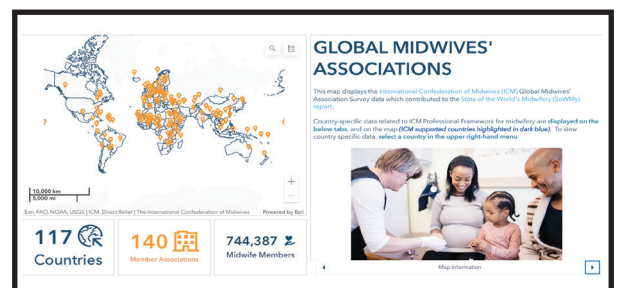 GLOBAL MIDWIVES'
ASSOCIATIONS
This map displays the International Confederation of Midwives (ICM) Global Midwives'
Association Survey data which contributed to the State of the World's Midwifery (SoWMy)
report.
Country-specific data related to ICM Professional Framework for midwifery are displayed on the
below tabs, and on the map (ICM supported countries highlighted in dark blue). To view
country specific data, select a country in the upper right-hand menu.
10,000 km
5,000 mi
Esri, FAO, NOAA, USGS | ICM, Direct Relief | The International Confederation of Midwives
Powered by Esri
117
Countries
140
Member Associations
744,387
Midwife Members
Map Information